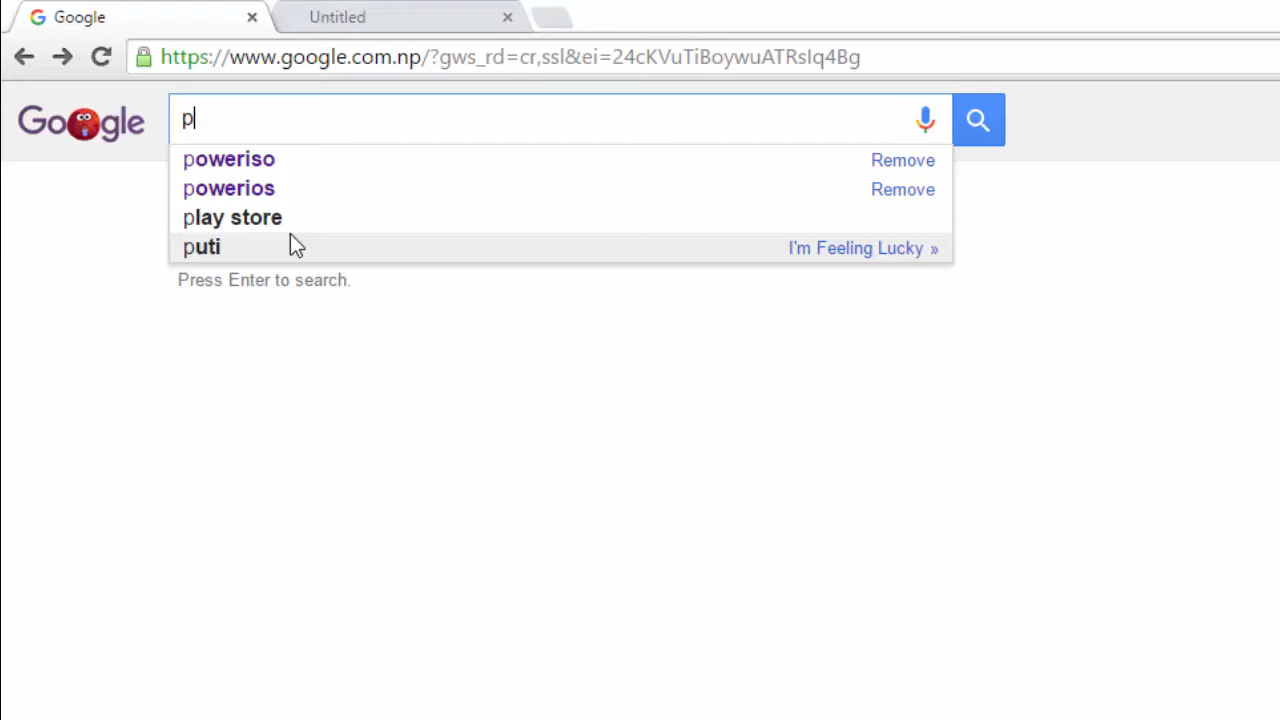 Google
Untitled
https://www.google.com.np/?gws_rd=cr,ssl&ei=24cKVuTiBoywuATRsIq4Bg
Google
p
poweriso Remove
powerios Remove
play store
puti I'm Feeling Lucky »
Press Enter to search.